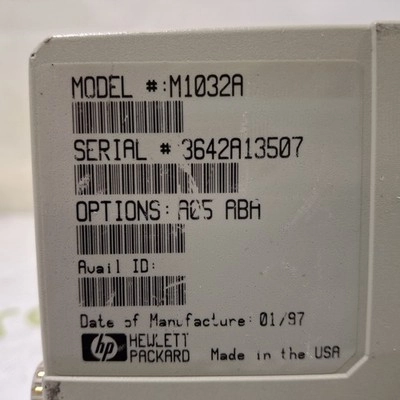 MODEL #:M1032A
SERIAL # 3642A13507
OPTIONS: A05 ABA
Avail ID:
Date of Manufacture: 01/97
hp HEWLETT
PACKARD Made in the USA